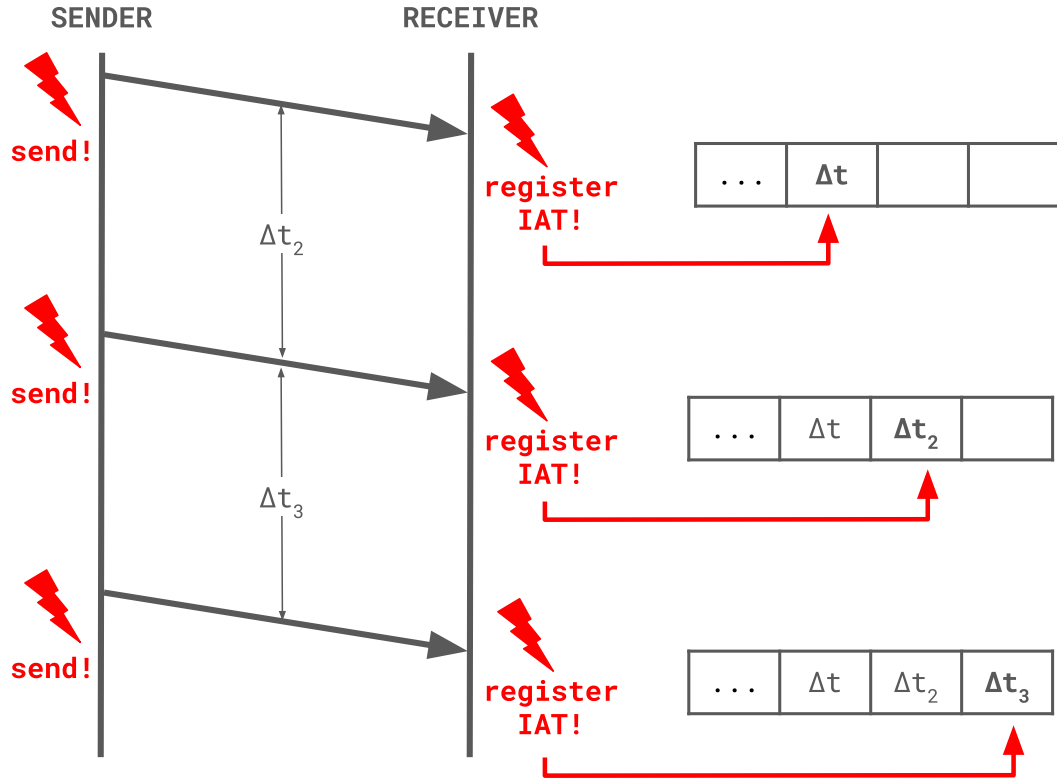 SENDER
RECEIVER
send!
register
IAT!
... Δt
Δt₂
send!
register
IAT!
... Δt Δt₂
Δt₃
send!
register
IAT!
... Δt Δt₂ Δt₃